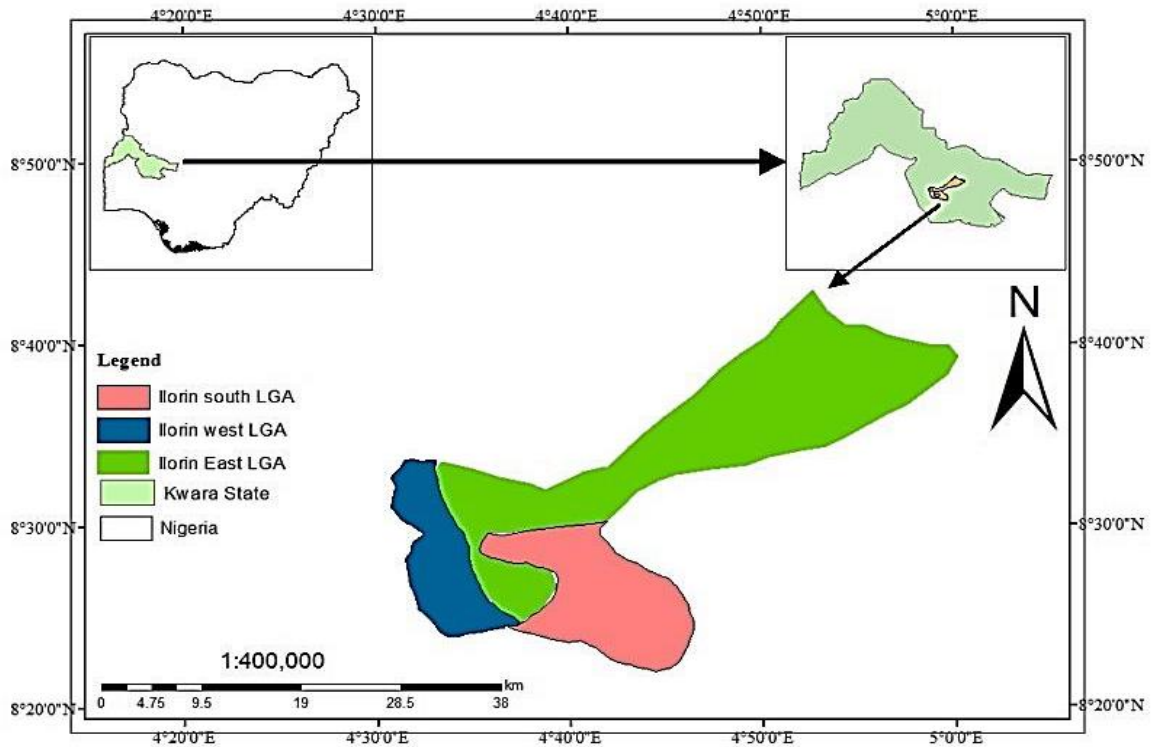 4°20'0"E 4°30'0"E 4°40'0"E 4°50'0"E 5°0'0"E
8°50'0"N 8°50'0"N
N
8°40'0"N 8°40'0"N
Legend
Ilorin south LGA
Ilorin west LGA
Ilorin East LGA
Kwara State
Nigeria
8°30'0"N 8°30'0"N
1:400,000
km
0 4.75 9.5 19 28.5 38
8°20'0"N 8°20'0"N
4°20'0"E 4°30'0"E 4°40'0"E 4°50'0"E 5°0'0"E